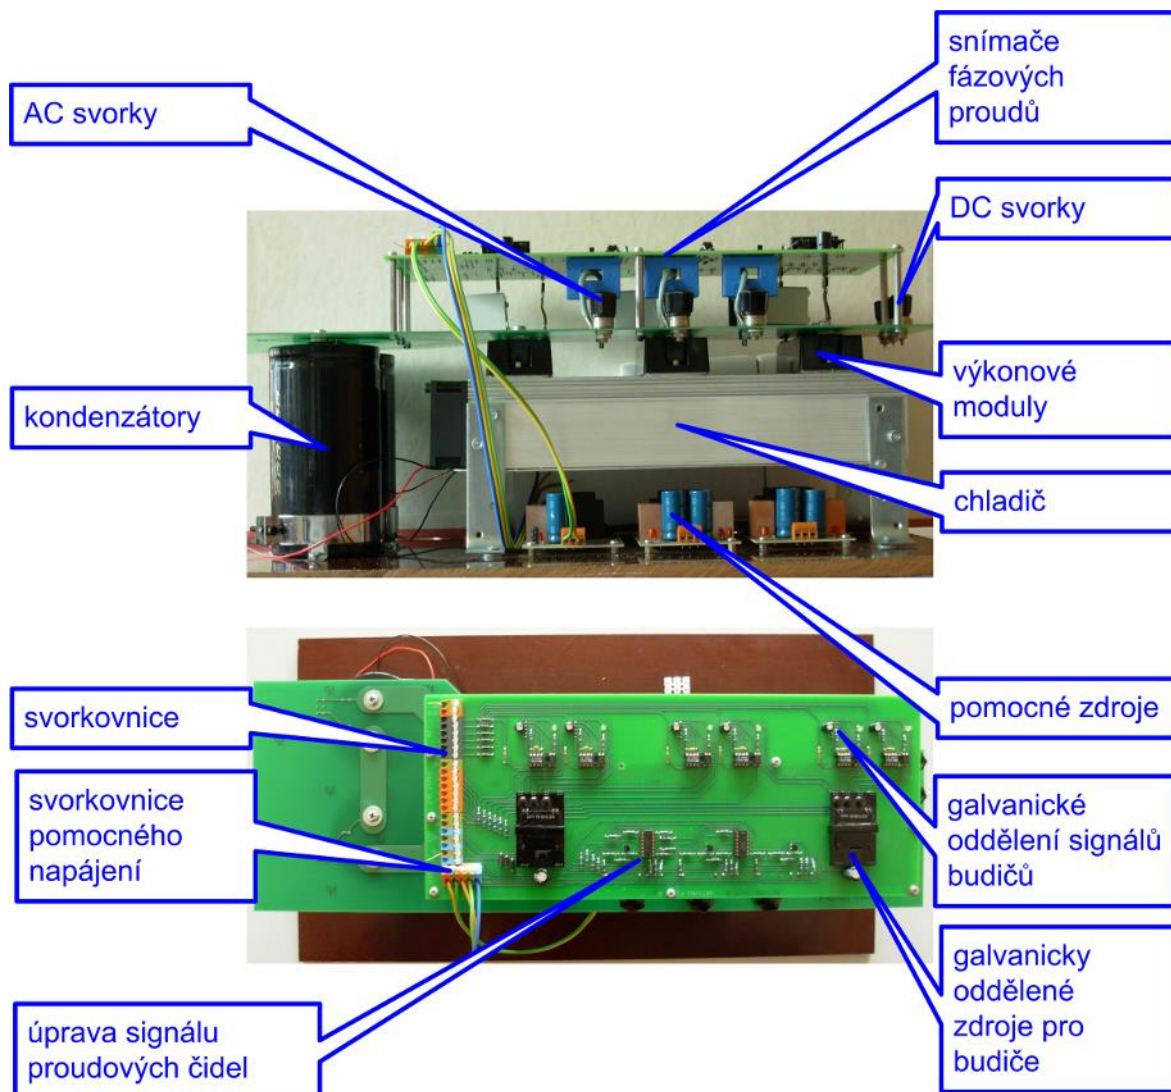 snímače
fázových
proudů
AC svorky
DC svorky
výkonové
moduly
kondenzátory
chladič
svorkovnice
pomocné zdroje
svorkovnice
pomocného
napájení
galvanické
oddělení signálů
budičů
galvanicky
oddělené
zdroje pro
budiče
úprava signálu
proudových čidel